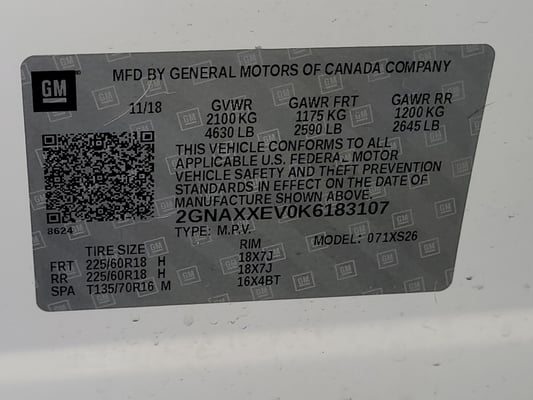 GM
MFD BY GENERAL MOTORS OF CANADA COMPANY
11/18 GVWR GAWR FRT GAWR RR
2100 KG 1175 KG 1200 KG
4630 LB 2590 LB 2645 LB
THIS VEHICLE CONFORMS TO ALL
APPLICABLE U.S. FEDERAL MOTOR
VEHICLE SAFETY AND THEFT PREVENTION
STANDARDS IN EFFECT ON THE DATE OF
MANUFACTURE SHOWN ABOVE.
8624
2GNAXXEV0K6183107
TYPE: M.P.V. MODEL: 071XS26
TIRE SIZE RIM
FRT 225/60R18 H 18X7J
RR 225/60R18 H 18X7J
SPA T135/70R16 M 16X4BT